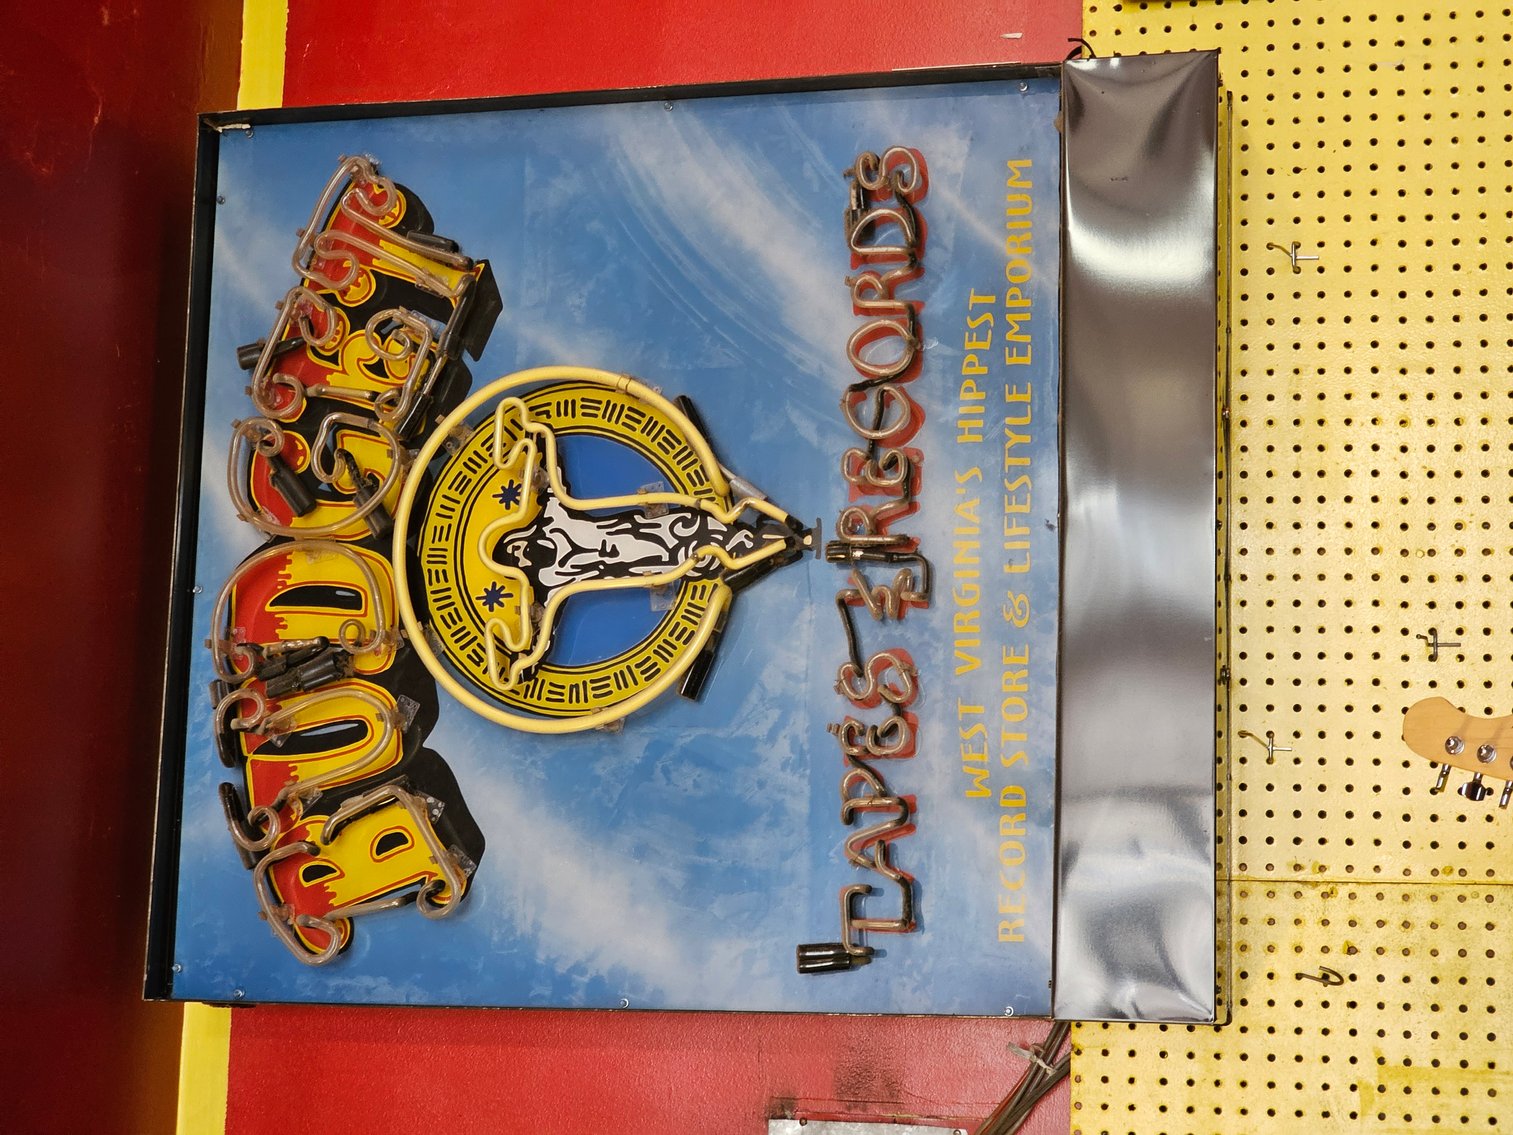 BUDGET
TAPES & RECORDS
WEST VIRGINIA'S HIPPEST
RECORD STORE & LIFESTYLE EMPORIUM